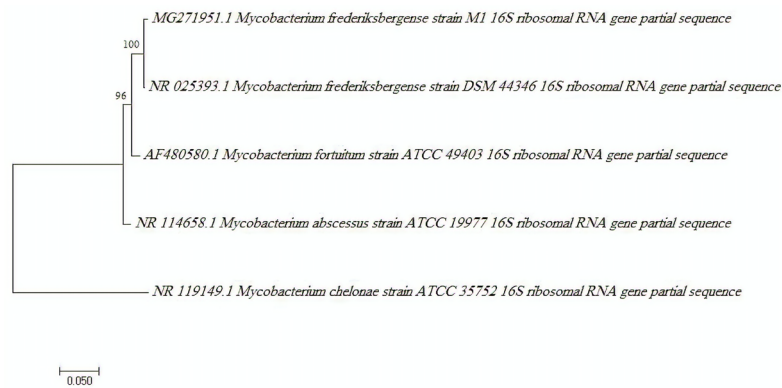 MG271951.1 Mycobacterium frederiksbergense strain M1 16S ribosomal RNA gene partial sequence
100
NR 025393.1 Mycobacterium frederiksbergense strain DSM 44346 16S ribosomal RNA gene partial sequence
96
AF480580.1 Mycobacterium fortuitum strain ATCC 49403 16S ribosomal RNA gene partial sequence
NR 114658.1 Mycobacterium abscessus strain ATCC 19977 16S ribosomal RNA gene partial sequence
NR 119149.1 Mycobacterium chelonae strain ATCC 35752 16S ribosomal RNA gene partial sequence
0.050